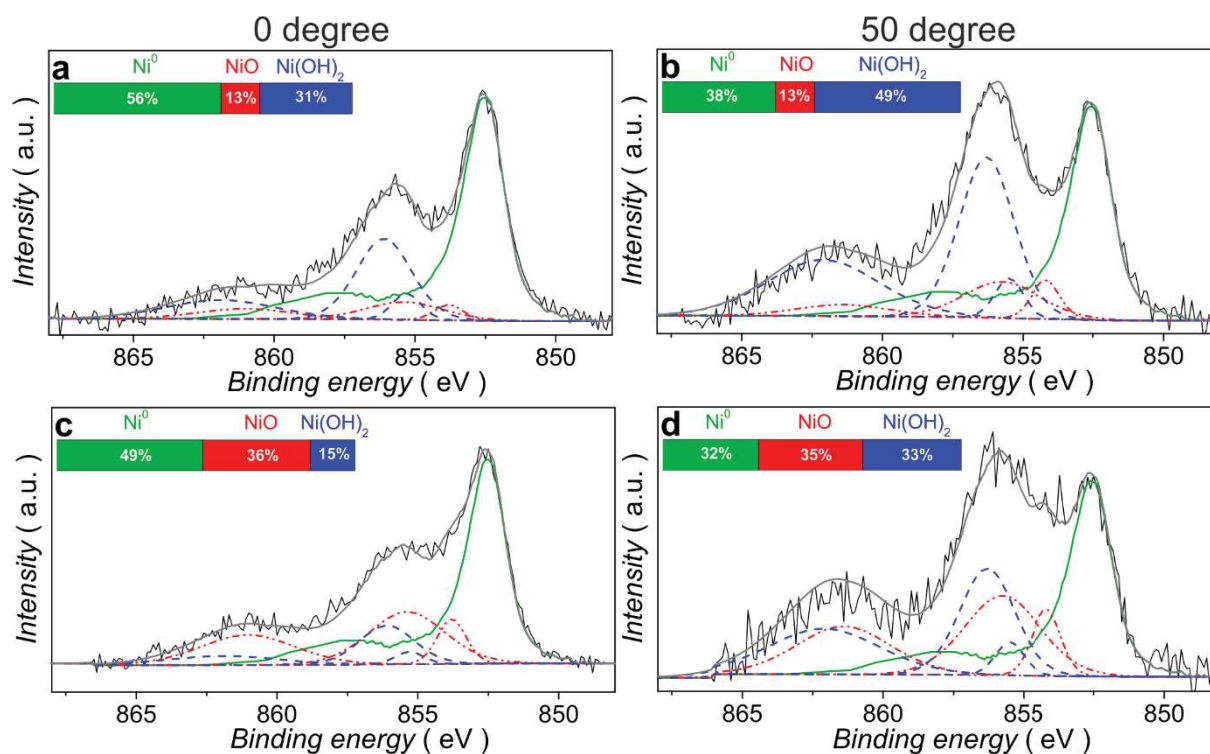 0 degree
50 degree
a
Ni⁰ NiO Ni(OH)₂
56% 13% 31%
Intensity ( a.u. )
865 860 855 850
Binding energy ( eV )
b
Ni⁰ NiO Ni(OH)₂
38% 13% 49%
Intensity ( a.u. )
865 860 855 850
Binding energy ( eV )
c
Ni⁰ NiO Ni(OH)₂
49% 36% 15%
Intensity ( a.u. )
865 860 855 850
Binding energy ( eV )
d
Ni⁰ NiO Ni(OH)₂
32% 35% 33%
Intensity ( a.u. )
865 860 855 850
Binding energy ( eV )